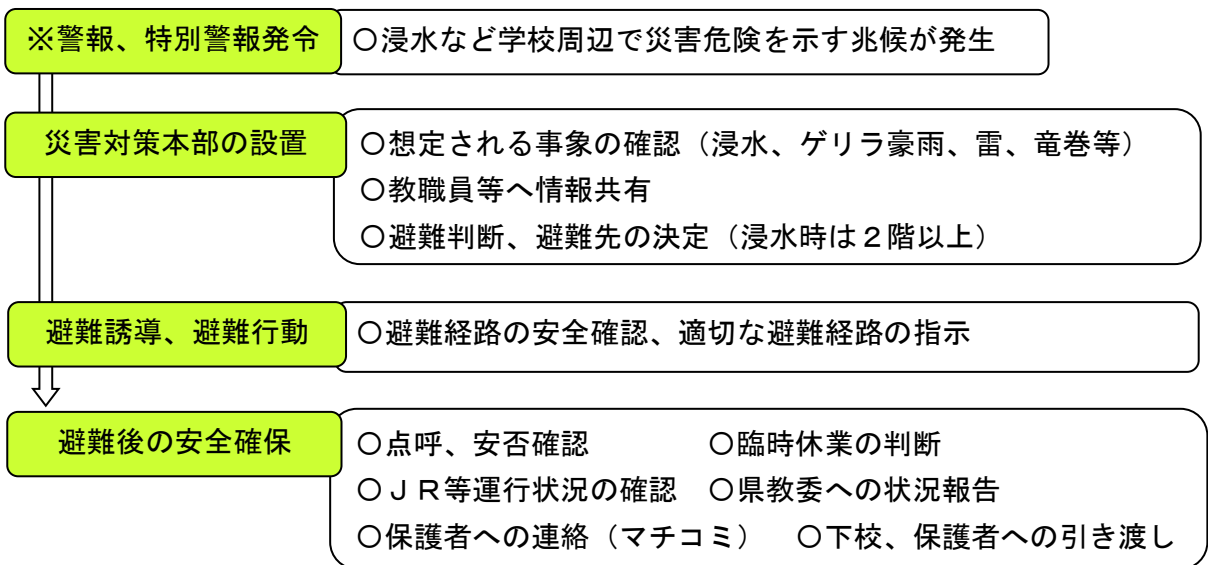 ※警報、特別警報発令
○浸水など学校周辺で災害危険を示す兆候が発生
災害対策本部の設置
○想定される事象の確認（浸水、ゲリラ豪雨、雷、竜巻等）
○教職員等へ情報共有
○避難判断、避難先の決定（浸水時は２階以上）
避難誘導、避難行動
○避難経路の安全確認、適切な避難経路の指示
避難後の安全確保
○点呼、安否確認　　　○臨時休業の判断
○ＪＲ等運行状況の確認　○県教委への状況報告
○保護者への連絡（マチコミ）　○下校、保護者への引き渡し